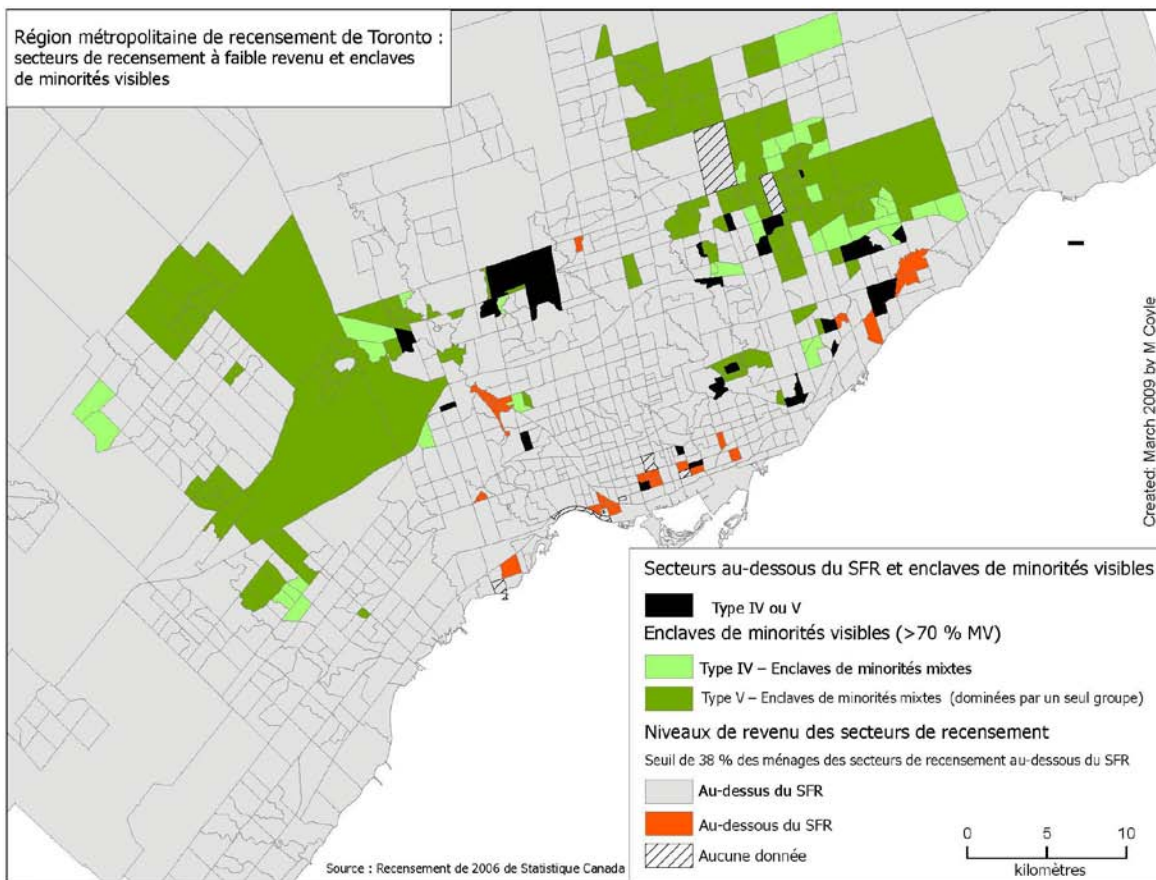 Région métropolitaine de recensement de Toronto :
secteurs de recensement à faible revenu et enclaves
de minorités visibles
Created: March 2009 by M Coyle
Secteurs au-dessous du SFR et enclaves de minorités visibles
Type IV ou V
Enclaves de minorités visibles (>70 % MV)
Type IV – Enclaves de minorités mixtes
Type V – Enclaves de minorités mixtes (dominées par un seul groupe)
Niveaux de revenu des secteurs de recensement
Seuil de 38 % des ménages des secteurs de recensement au-dessous du SFR
Au-dessus du SFR
Au-dessous du SFR
Aucune donnée
0 5 10
kilomètres
Source : Recensement de 2006 de Statistique Canada